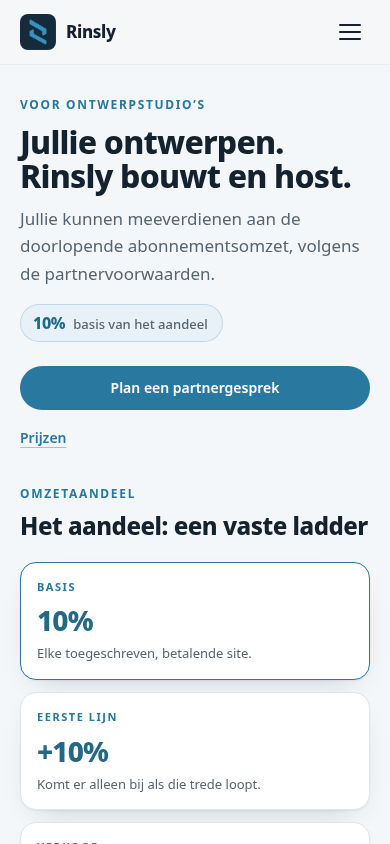 Rinsly
VOOR ONTWERPSTUDIO’S
Jullie ontwerpen.
Rinsly bouwt en host.
Jullie kunnen meeverdienen aan de
doorlopende abonnementsomzet, volgens
de partnervoorwaarden.
10% basis van het aandeel
Plan een partnergesprek
Prijzen
OMZETAANDEEL
Het aandeel: een vaste ladder
BASIS
10%
Elke toegeschreven, betalende site.
EERSTE LIJN
+10%
Komt er alleen bij als die trede loopt.